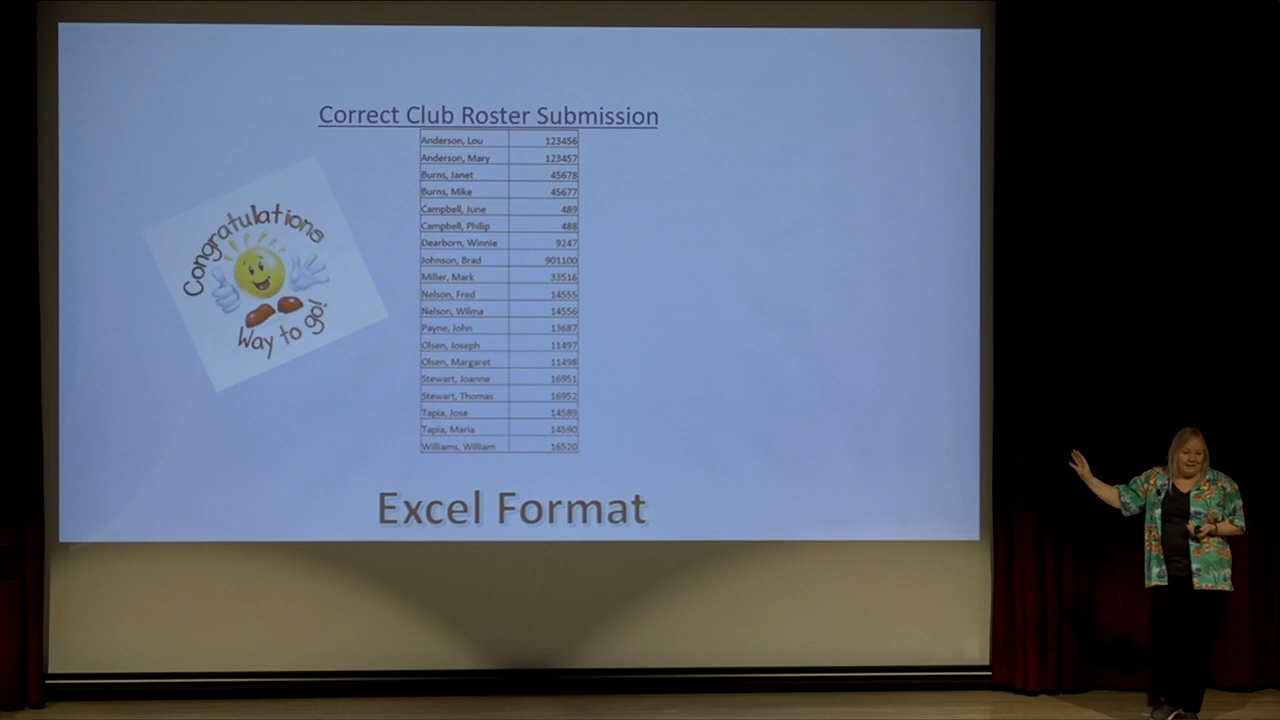 Correct Club Roster Submission
Anderson, Lou 123456
Anderson, Mary 123457
Burns, Janet 45678
Burns, Mike 45677
Campbell, June 489
Campbell, Philip 488
Dearborn, Winnie 9247
Johnson, Brad 901100
Miller, Mark 33516
Nelson, Fred 14555
Nelson, Wilma 14556
Payne, John 13687
Olsen, Joseph 11497
Olsen, Margaret 11498
Stewart, Joanne 16951
Stewart, Thomas 16952
Tapia, Jose 14589
Tapia, Maria 14590
Williams, William 16520
Congratulations
Way to go!
Excel Format